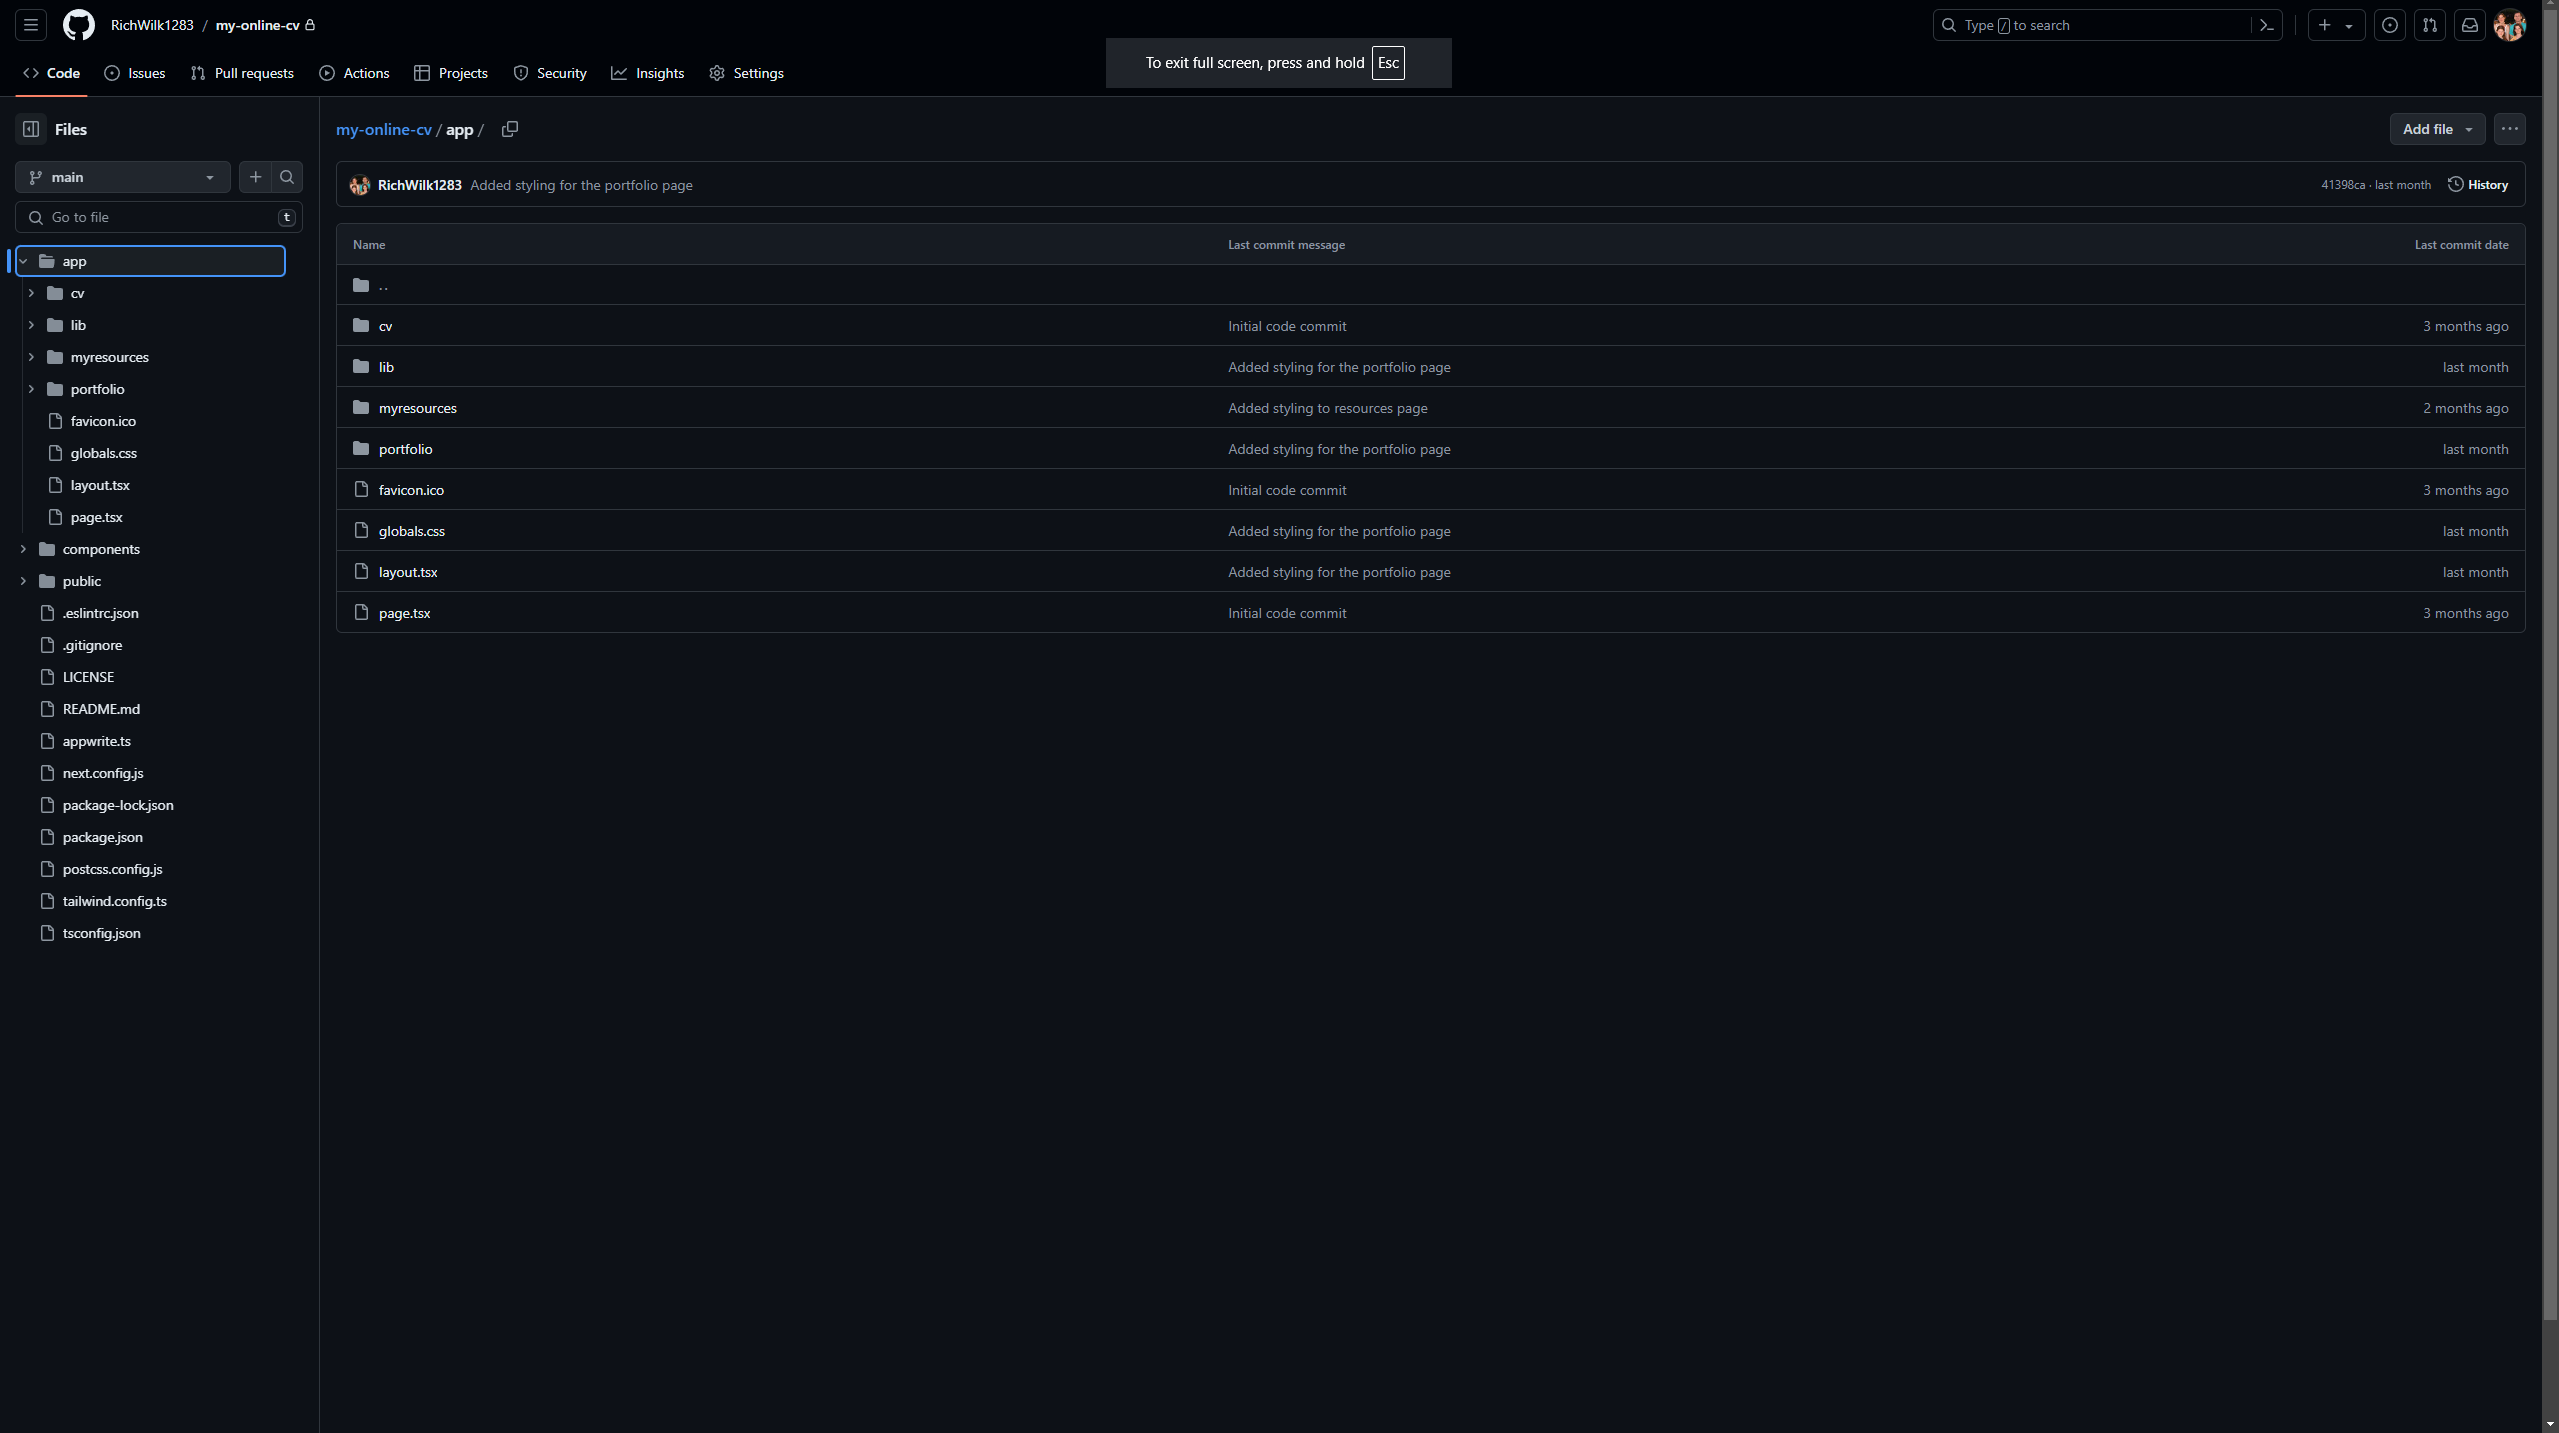 RichWilk1283 / my-online-cv
Type / to search
Code Issues Pull requests Actions Projects Security Insights Settings
To exit full screen, press and hold Esc
Files
main
Go to file t
app
cv
lib
myresources
portfolio
favicon.ico
globals.css
layout.tsx
page.tsx
components
public
.eslintrc.json
.gitignore
LICENSE
README.md
appwrite.ts
next.config.js
package-lock.json
package.json
postcss.config.js
tailwind.config.ts
tsconfig.json
my-online-cv / app /
Add file
RichWilk1283 Added styling for the portfolio page 41398ca · last month History
Name Last commit message Last commit date
..
cv Initial code commit 3 months ago
lib Added styling for the portfolio page last month
myresources Added styling to resources page 2 months ago
portfolio Added styling for the portfolio page last month
favicon.ico Initial code commit 3 months ago
globals.css Added styling for the portfolio page last month
layout.tsx Added styling for the portfolio page last month
page.tsx Initial code commit 3 months ago